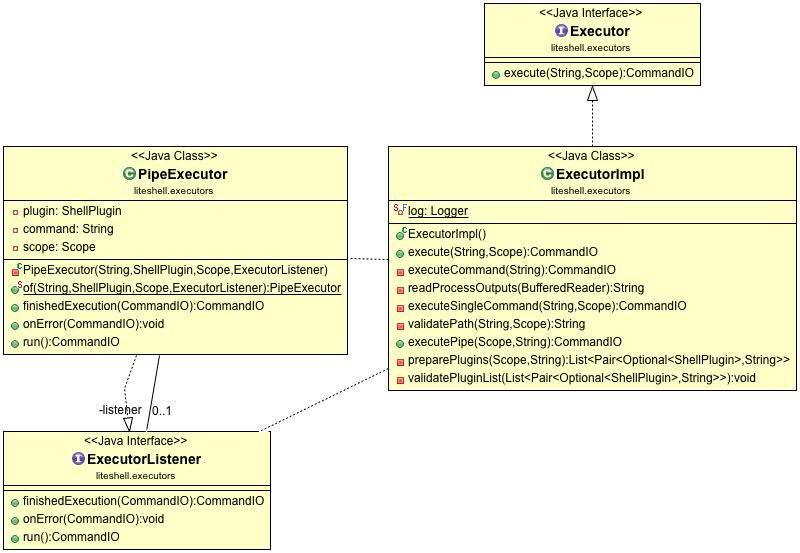 <<Java Interface>>
Executor
liteshell.executors
execute(String,Scope):CommandIO
<<Java Class>>
PipeExecutor
liteshell.executors
plugin: ShellPlugin
command: String
scope: Scope
PipeExecutor(String,ShellPlugin,Scope,ExecutorListener)
of(String,ShellPlugin,Scope,ExecutorListener):PipeExecutor
finishedExecution(CommandIO):CommandIO
onError(CommandIO):void
run():CommandIO
<<Java Class>>
ExecutorImpl
liteshell.executors
log: Logger
ExecutorImpl()
execute(String,Scope):CommandIO
executeCommand(String):CommandIO
readProcessOutputs(BufferedReader):String
executeSingleCommand(String,Scope):CommandIO
validatePath(String,Scope):String
executePipe(Scope,String):CommandIO
preparePlugins(Scope,String):List<Pair<Optional<ShellPlugin>,String>>
validatePluginList(List<Pair<Optional<ShellPlugin>,String>>):void
-listener 0..1
<<Java Interface>>
ExecutorListener
liteshell.executors
finishedExecution(CommandIO):CommandIO
onError(CommandIO):void
run():CommandIO